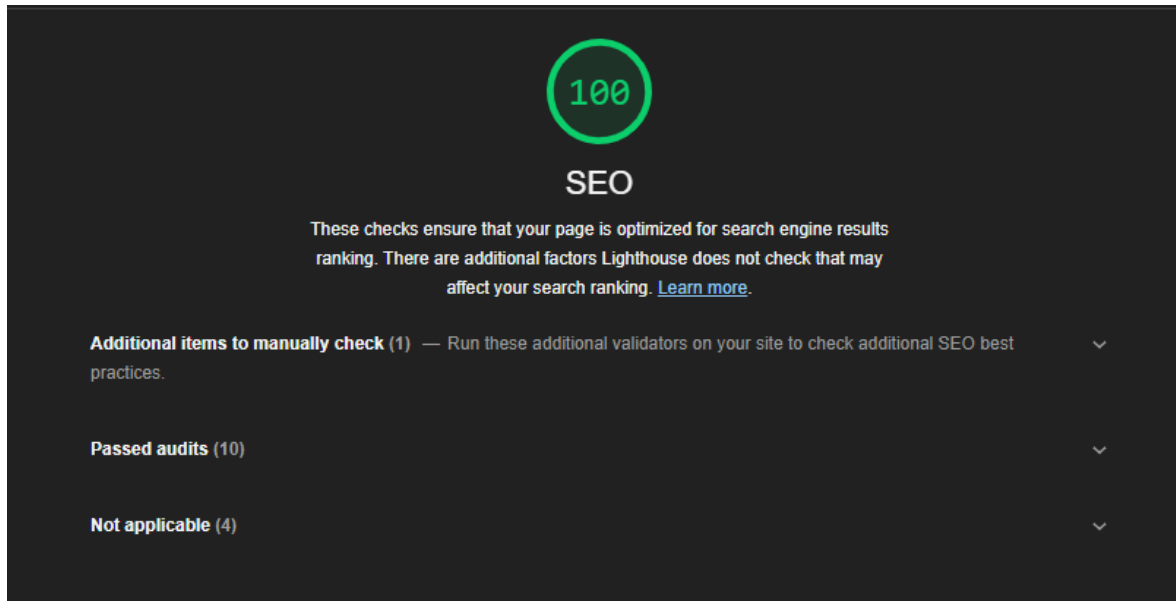 100
SEO
These checks ensure that your page is optimized for search engine results
ranking. There are additional factors Lighthouse does not check that may
affect your search ranking. Learn more.
Additional items to manually check (1) — Run these additional validators on your site to check additional SEO best
practices.
Passed audits (10)
Not applicable (4)